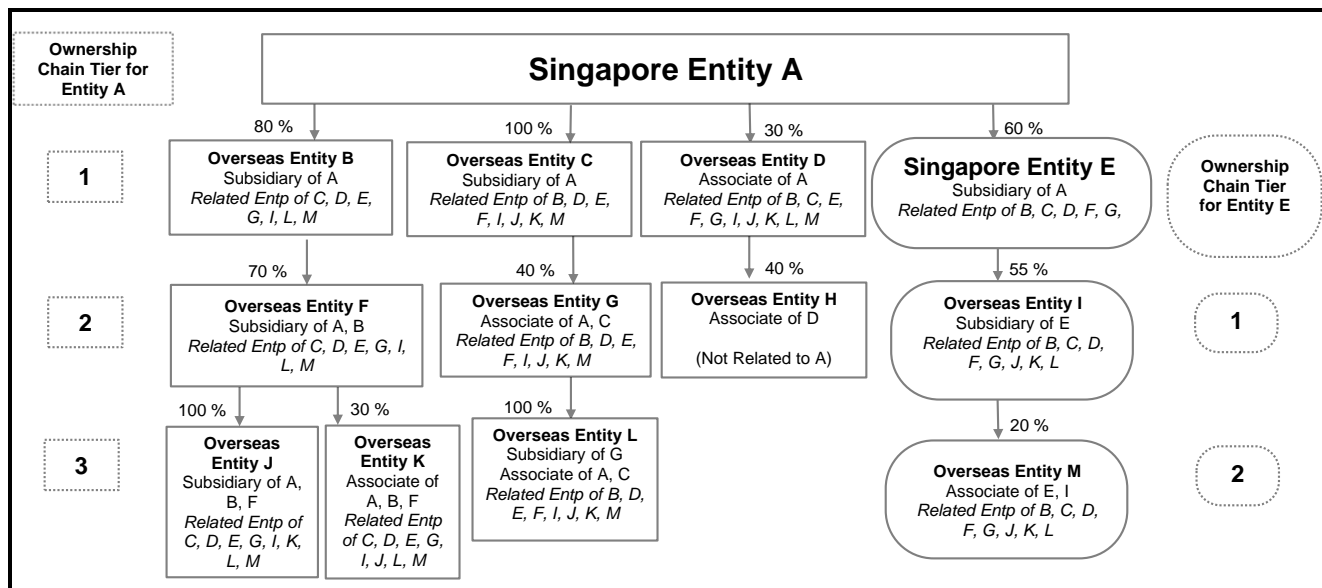 Ownership
Chain Tier for
Entity A
Singapore Entity A
80 %
100 %
30 %
60 %
1
Overseas Entity B
Subsidiary of A
Related Entp of C, D, E,
G, I, L, M
Overseas Entity C
Subsidiary of A
Related Entp of B, D, E,
F, I, J, K, M
Overseas Entity D
Associate of A
Related Entp of B, C, E,
F, G, I, J, K, L, M
Singapore Entity E
Subsidiary of A
Related Entp of B, C, D, F, G,
Ownership
Chain Tier
for Entity E
70 %
40 %
40 %
55 %
2
Overseas Entity F
Subsidiary of A, B
Related Entp of C, D, E, G, I,
L, M
Overseas Entity G
Associate of A, C
Related Entp of B, D, E,
F, I, J, K, M
Overseas Entity H
Associate of D
(Not Related to A)
Overseas Entity I
Subsidiary of E
Related Entp of B, C, D,
F, G, J, K, L
1
100 %
30 %
100 %
20 %
3
Overseas
Entity J
Subsidiary of A,
B, F
Related Entp of
C, D, E, G, I, K,
L, M
Overseas
Entity K
Associate of
A, B, F
Related Entp
of C, D, E, G,
I, J, L, M
Overseas Entity L
Subsidiary of G
Associate of A, C
Related Entp of B, D,
E, F, I, J, K, M
Overseas Entity M
Associate of E, I
Related Entp of B, C, D,
F, G, J, K, L
2